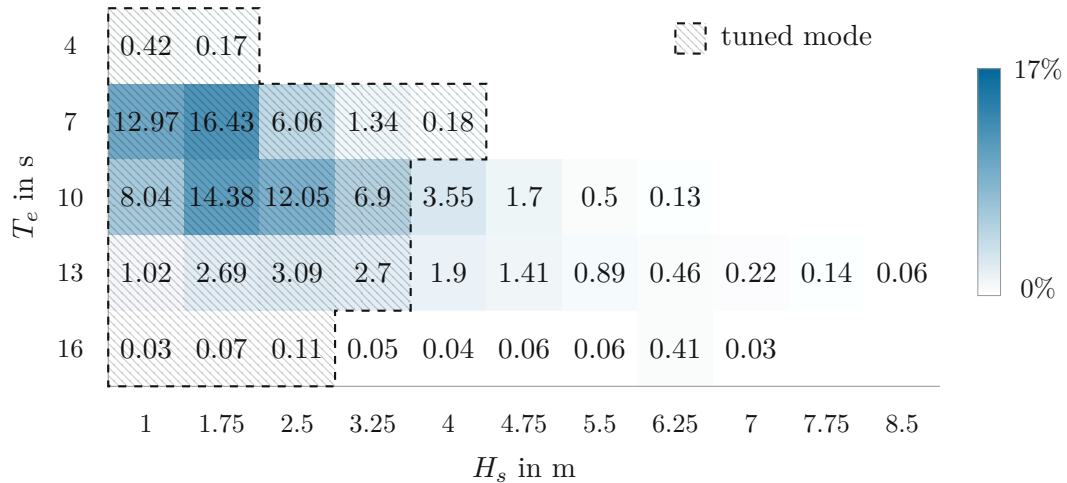 tuned mode
4 0.42 0.17
17%
7 12.97 16.43 6.06 1.34 0.18
10 8.04 14.38 12.05 6.9 3.55 1.7 0.5 0.13
T_e in s
13 1.02 2.69 3.09 2.7 1.9 1.41 0.89 0.46 0.22 0.14 0.06
0%
16 0.03 0.07 0.11 0.05 0.04 0.06 0.06 0.41 0.03
1 1.75 2.5 3.25 4 4.75 5.5 6.25 7 7.75 8.5
H_s in m